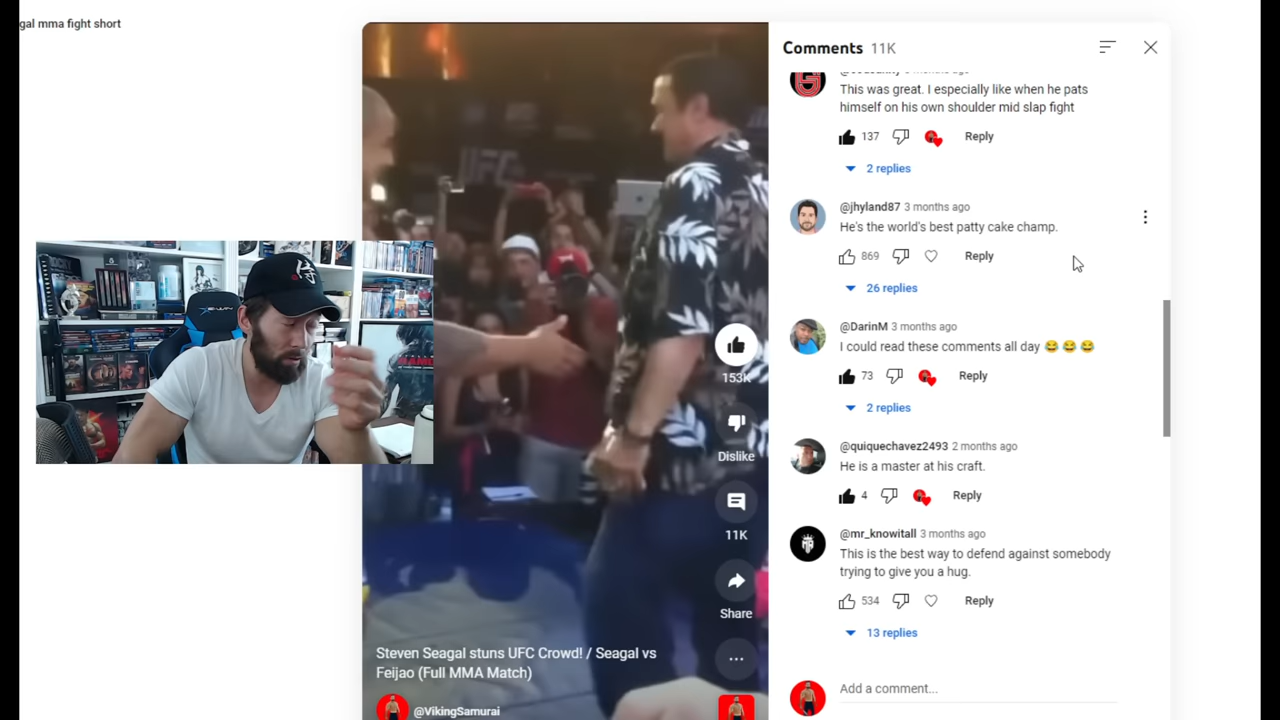 gal mma fight short
Comments 11K
3 months ago
This was great. I especially like when he pats
himself on his own shoulder mid slap fight
137 Reply
2 replies
@jhyland87 3 months ago
He's the world's best patty cake champ.
869 Reply
26 replies
@DarinM 3 months ago
I could read these comments all day 😂 😂 😂
73 Reply
2 replies
@quiquechavez2493 2 months ago
He is a master at his craft.
4 Reply
@mr_knowitall 3 months ago
This is the best way to defend against somebody
trying to give you a hug.
534 Reply
13 replies
Add a comment...
UFC
153K
Dislike
11K
Share
Steven Seagal stuns UFC Crowd! / Seagal vs
Feijao (Full MMA Match)
@VikingSamurai